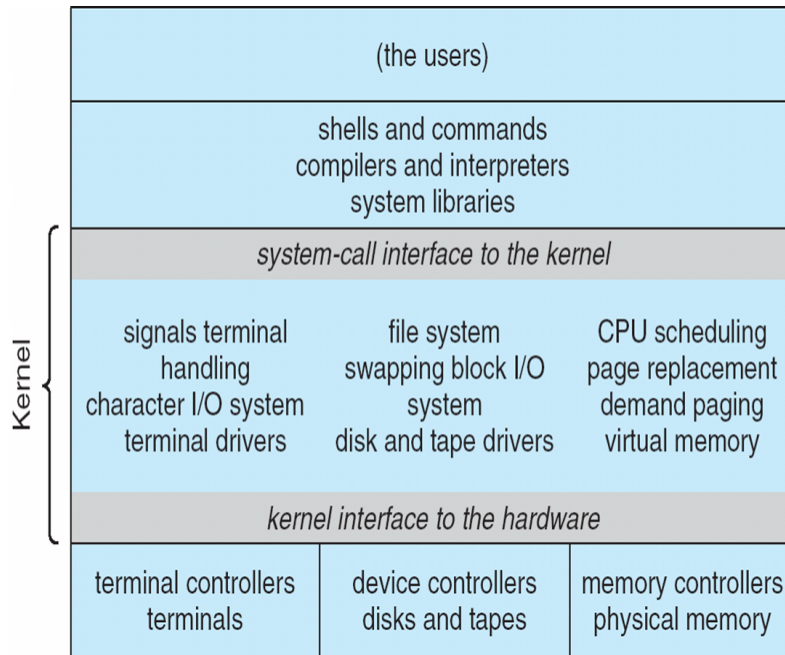 (the users)
shells and commands
compilers and interpreters
system libraries
Kernel
system-call interface to the kernel
signals terminal
handling
character I/O system
terminal drivers
file system
swapping block I/O
system
disk and tape drivers
CPU scheduling
page replacement
demand paging
virtual memory
kernel interface to the hardware
terminal controllers
terminals
device controllers
disks and tapes
memory controllers
physical memory